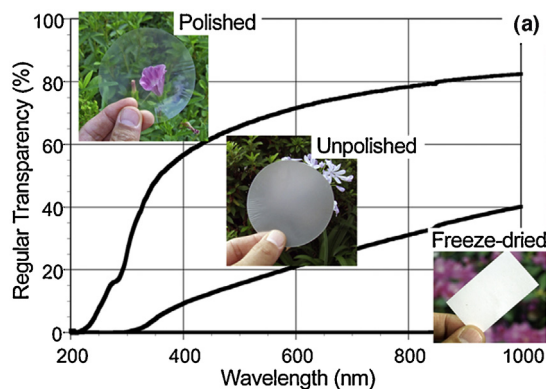 Polished
(a)
100
80
60
40
20
0
Regular Transparency (%)
Unpolished
Freeze-dried
200
400
600
800
1000
Wavelength (nm)